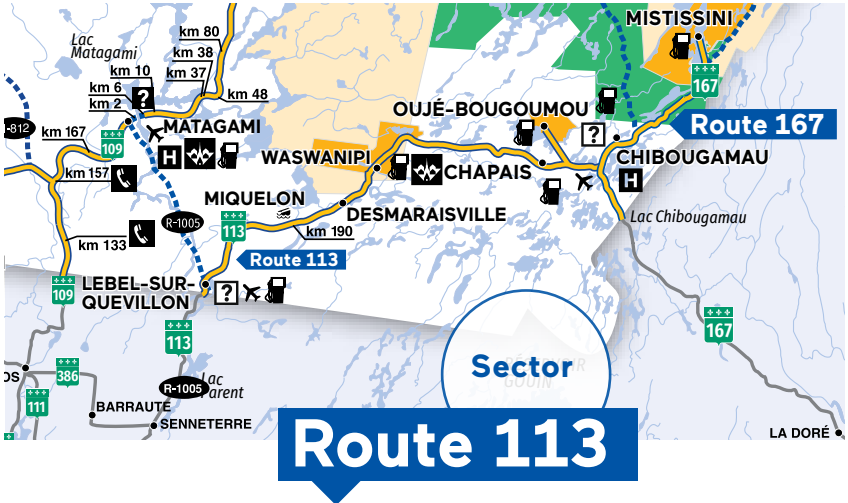 MISTISSINI
Lac
Matagami
km 80
km 38
km 37
km 10
km 6
km 2
km 48
?
167
OUJÉ-BOUGOUMOU
Route 167
-812
km 167
109
MATAGAMI
H
?
WASWANIPI
CHAPAIS
CHIBOUGAMAU
H
km 157
MIQUELON
DESMARAISVILLE
Lac Chibougamau
R-1005
113
km 190
km 133
Route 113
LEBEL-SUR-
QUEVILLON
?
109
113
167
Sector
GOUIN
OS
386
R-1005
Lac
Parent
111
BARRAUTE
SENNETERRE
LA DORÉ
Route 113